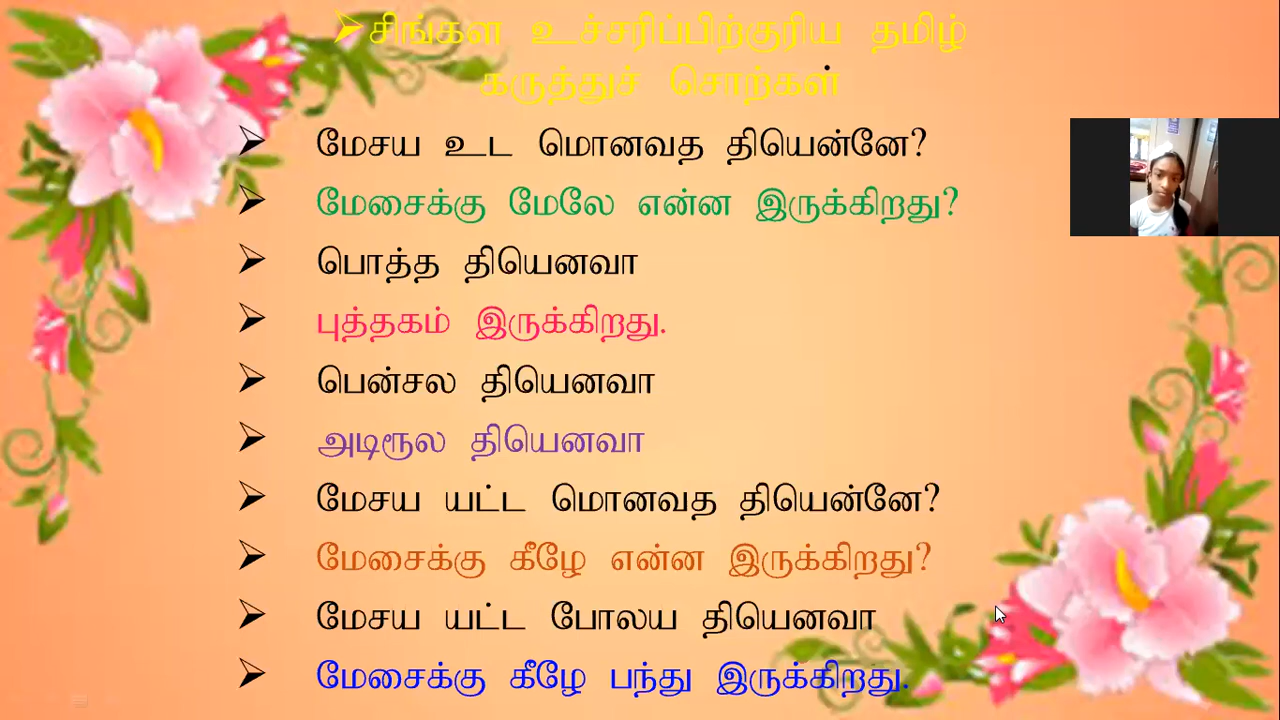 சிங்கள உச்சரிப்பிற்குரிய தமிழ்
கருத்துச் சொற்கள்
மேசய உட மொனவத தியென்னே?
மேசைக்கு மேலே என்ன இருக்கிறது?
பொத்த தியெனவா
புத்தகம் இருக்கிறது.
பென்சல தியெனவா
அடிரூல தியெனவா
மேசய யட்ட மொனவத தியென்னே?
மேசைக்கு கீழே என்ன இருக்கிறது?
மேசய யட்ட போலய தியெனவா
மேசைக்கு கீழே பந்து இருக்கிறது.